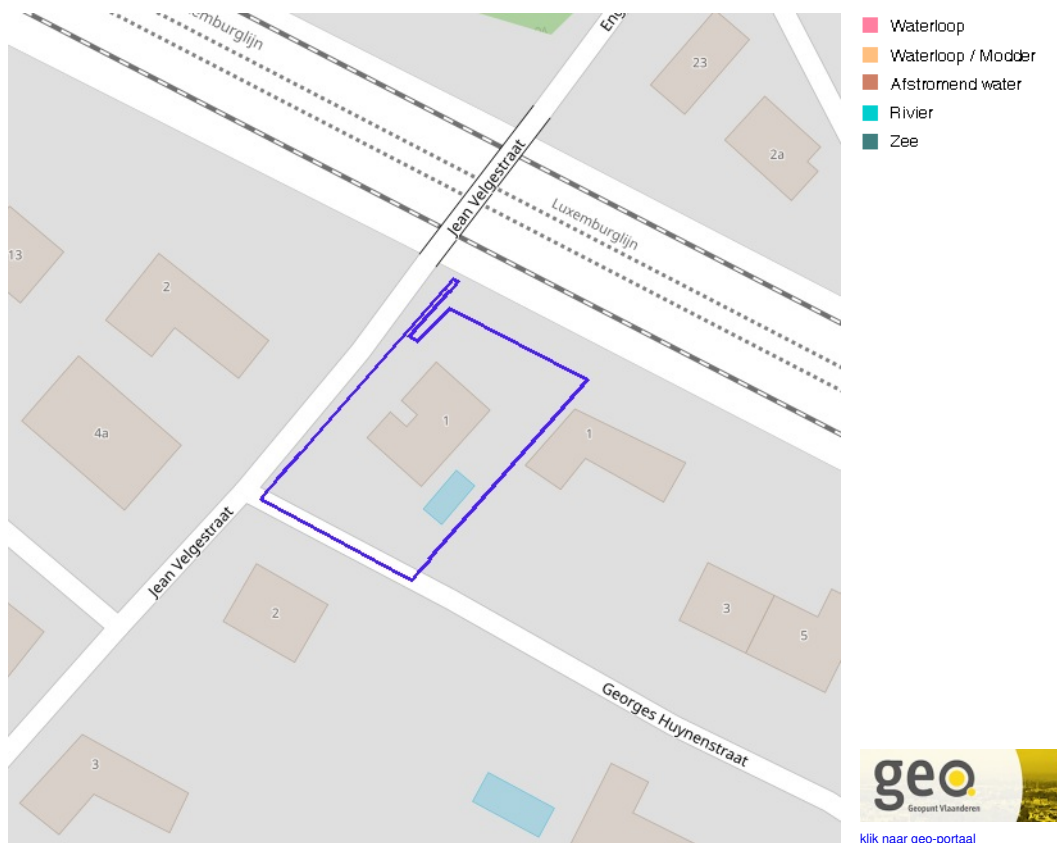 mburglijn
Eng
23
2a
Jean Velgestraat
Luxemburglijn
13
2
1
1
4a
Jean Velgestraat
2
3
5
Georges Huynenstraat
3
Waterloop
Waterloop / Modder
Afstromend water
Rivier
Zee
geo
Geopunt Vlaanderen
klik naar geo-portaal